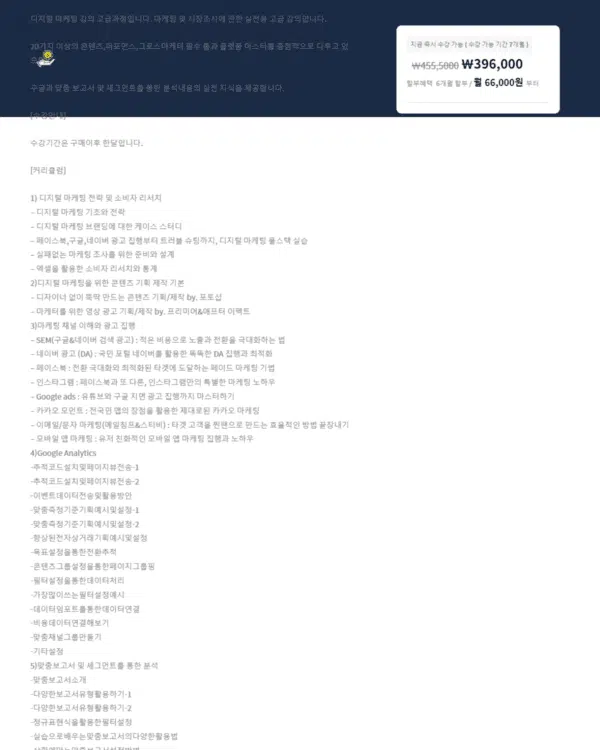 디지털 마케팅 김의 고급과정입니다. 마케팅 및 시장조사에 관한 실전용 고급 강의입니다.
20가지 이상의 콘텐츠,퍼포먼스,그로스마케터 필수 툴과 플랫폼 마스터를 중점적으로 다루고 있
구글과 맞춤 보고서 및 세그먼트를 통한 분석내용의 실전 지식을 제공합니다.
지금 즉시 수강 가능 ( 수강 가능 기간 7개월 )
₩455,5000 ₩396,000
할부혜택 6개월 할부 / 월 66,000원 부터
수강기간은 구매이후 한달입니다.
[커리큘럼]
1) 디지털 마케팅 전략 및 소비자 리서치
– 디지털 마케팅 기조와 전략
– 디지털 마케팅 브랜딩에 대한 케이스 스터디
– 페이스북,구글,네이버 광고 집행부터 트러블 슈팅까지, 디지털 마케팅 풀스택 실습
– 실패없는 마케팅 조사를 위한 준비와 설계
– 엑셀을 활용한 소비자 리서치와 통계
2)디지털 마케팅을 위한 콘텐츠 기획 제작 기본
– 디자이너 없이 뚝딱 만드는 콘텐츠 기획/제작 by. 포토샵
– 마케터를 위한 영상 광고 기획/제작 by. 프리미어&애프터 이펙트
3)마케팅 채널 이해와 광고 집행
– SEM(구글&네이버 검색 광고) : 적은 비용으로 노출과 전환을 극대화하는 법
– 네이버 광고 (DA) : 국민 포털 네이버를 활용한 똑똑한 DA 집행과 최적화
– 페이스북 : 전환 극대화와 최적화된 타겟에 도달하는 페이드 마케팅 기법
– 인스타그램 : 페이스북과 또 다른, 인스타그램만의 특별한 마케팅 노하우
– Google ads : 유튜브와 구글 지면 광고 집행까지 마스터하기
– 카카오 모먼트 : 전국민 앱의 장점을 활용한 제대로된 카카오 마케팅
– 이메일/문자 마케팅(메일침프&스티비) : 타겟 고객을 찐팬으로 만드는 효율적인 방법 끝장내기
– 모바일 앱 마케팅 : 유저 친화적인 모바일 앱 마케팅 집행과 노하우
4)Google Analytics
-추적코드설치및페이지뷰전송-1
-추적코드설치및페이지뷰전송-2
-이벤트데이터전송및활용방안
-맞춤측정기준기획예시및설정-1
-맞춤측정기준기획예시및설정-2
-향상된전자상거래기획예시및설정
-목표설정을통한전환추적
-콘텐츠그룹설정을통한페이지그룹핑
-필터설정을통한데이터처리
-가장많이쓰는필터설정예시
-데이터임포트를통한데이터연결
-비용데이터연결해보기
-맞춤채널그룹만들기
-기타설정
5)맞춤보고서 및 세그먼트를 통한 분석
-맞춤보고서소개
-다양한보고서유형활용하기-1
-다양한보고서유형활용하기-2
-정규표현식을활용한필터설정
-실습으로배우는맞춤보고서의다양한활용법